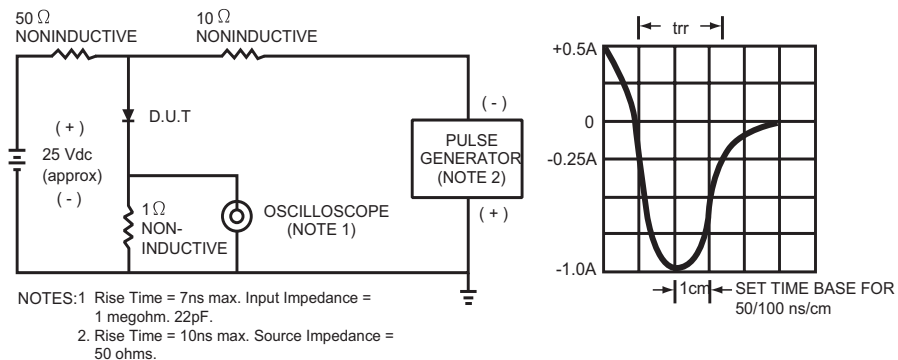 50 Ω
NONINDUCTIVE
10 Ω
NONINDUCTIVE
( + )
25 Vdc
(approx)
( - )
D.U.T
1 Ω
NON-
INDUCTIVE
OSCILLOSCOPE
(NOTE 1)
( - )
PULSE
GENERATOR
(NOTE 2)
( + )
NOTES:1 Rise Time = 7ns max. Input Impedance =
1 megohm. 22pF.
2. Rise Time = 10ns max. Source Impedance =
50 ohms.
trr
+0.5A
0
-0.25A
-1.0A
1cm
SET TIME BASE FOR
50/100 ns/cm